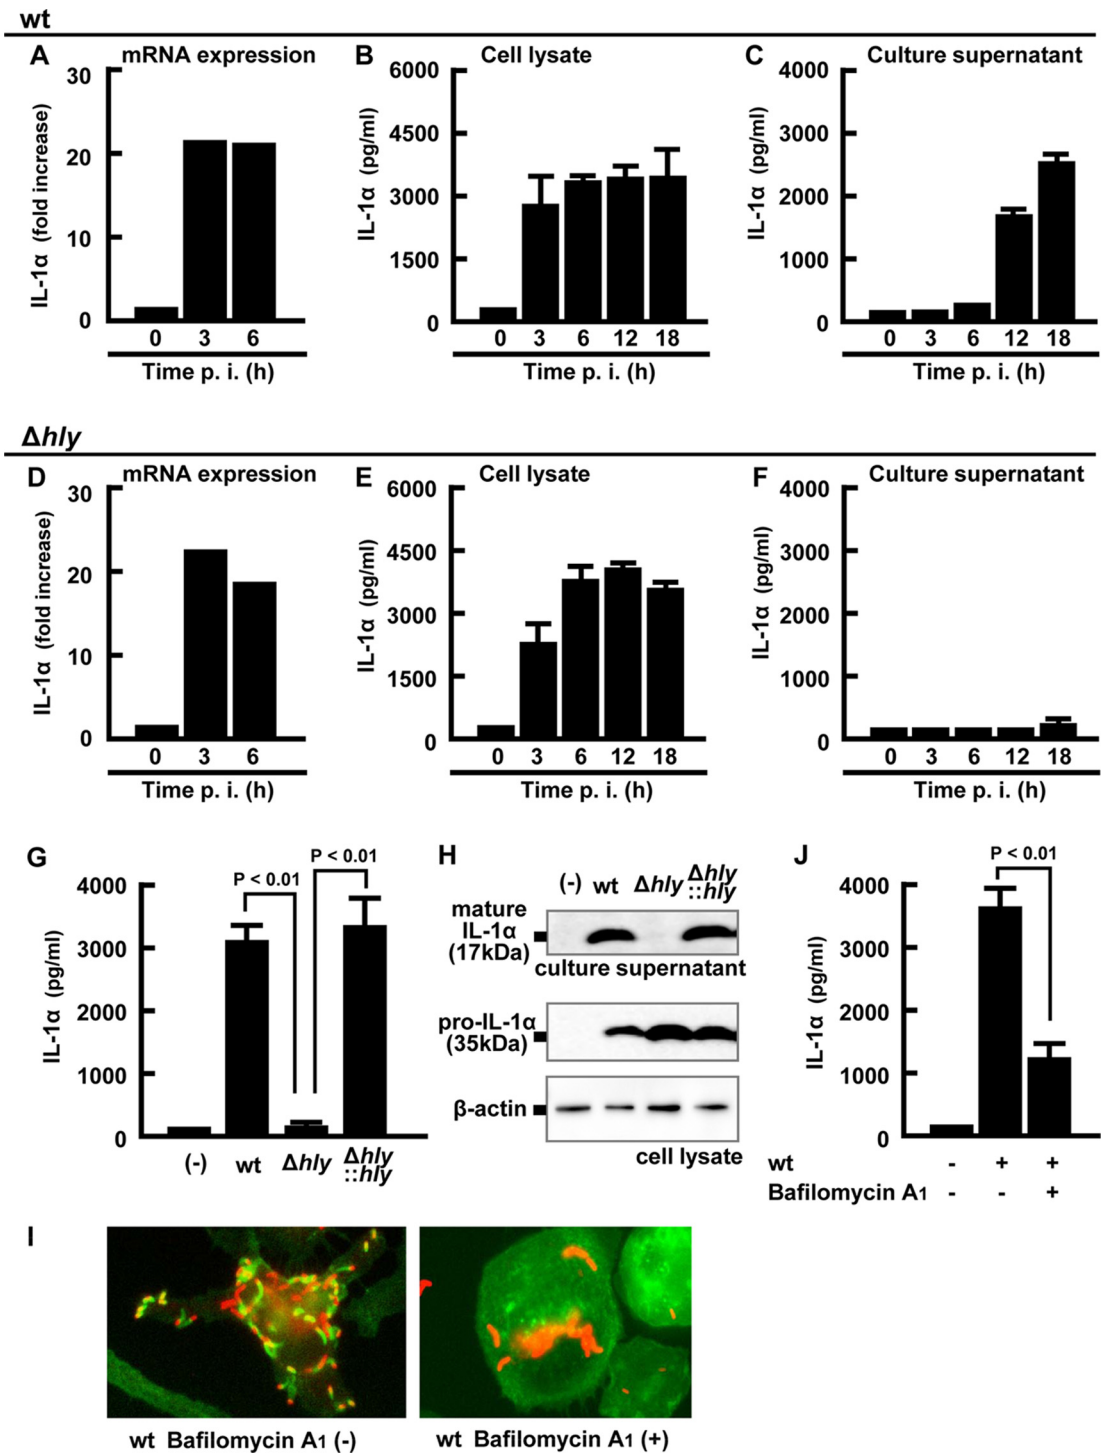 wt
A mRNA expression
IL-1α (fold increase)
30
20
10
0
0 3 6
Time p. i. (h)
B Cell lysate
IL-1α (pg/ml)
6000
4500
3000
1500
0
0 3 6 12 18
Time p. i. (h)
C Culture supernatant
IL-1α (pg/ml)
4000
3000
2000
1000
0
0 3 6 12 18
Time p. i. (h)
Δhly
D mRNA expression
IL-1α (fold increase)
30
20
10
0
0 3 6
Time p. i. (h)
E Cell lysate
IL-1α (pg/ml)
6000
4500
3000
1500
0
0 3 6 12 18
Time p. i. (h)
F Culture supernatant
IL-1α (pg/ml)
4000
3000
2000
1000
0
0 3 6 12 18
Time p. i. (h)
G
P < 0.01
P < 0.01
IL-1α (pg/ml)
4000
3000
2000
1000
0
(-) wt Δhly Δhly
::hly
H
(-) wt Δhly Δhly
::hly
mature
IL-1α
(17kDa)
culture supernatant
pro-IL-1α
(35kDa)
β-actin
cell lysate
J
P < 0.01
IL-1α (pg/ml)
4000
3000
2000
1000
0
wt - + +
Bafilomycin A1 - - +
I
wt Bafilomycin A1 (-)
wt Bafilomycin A1 (+)